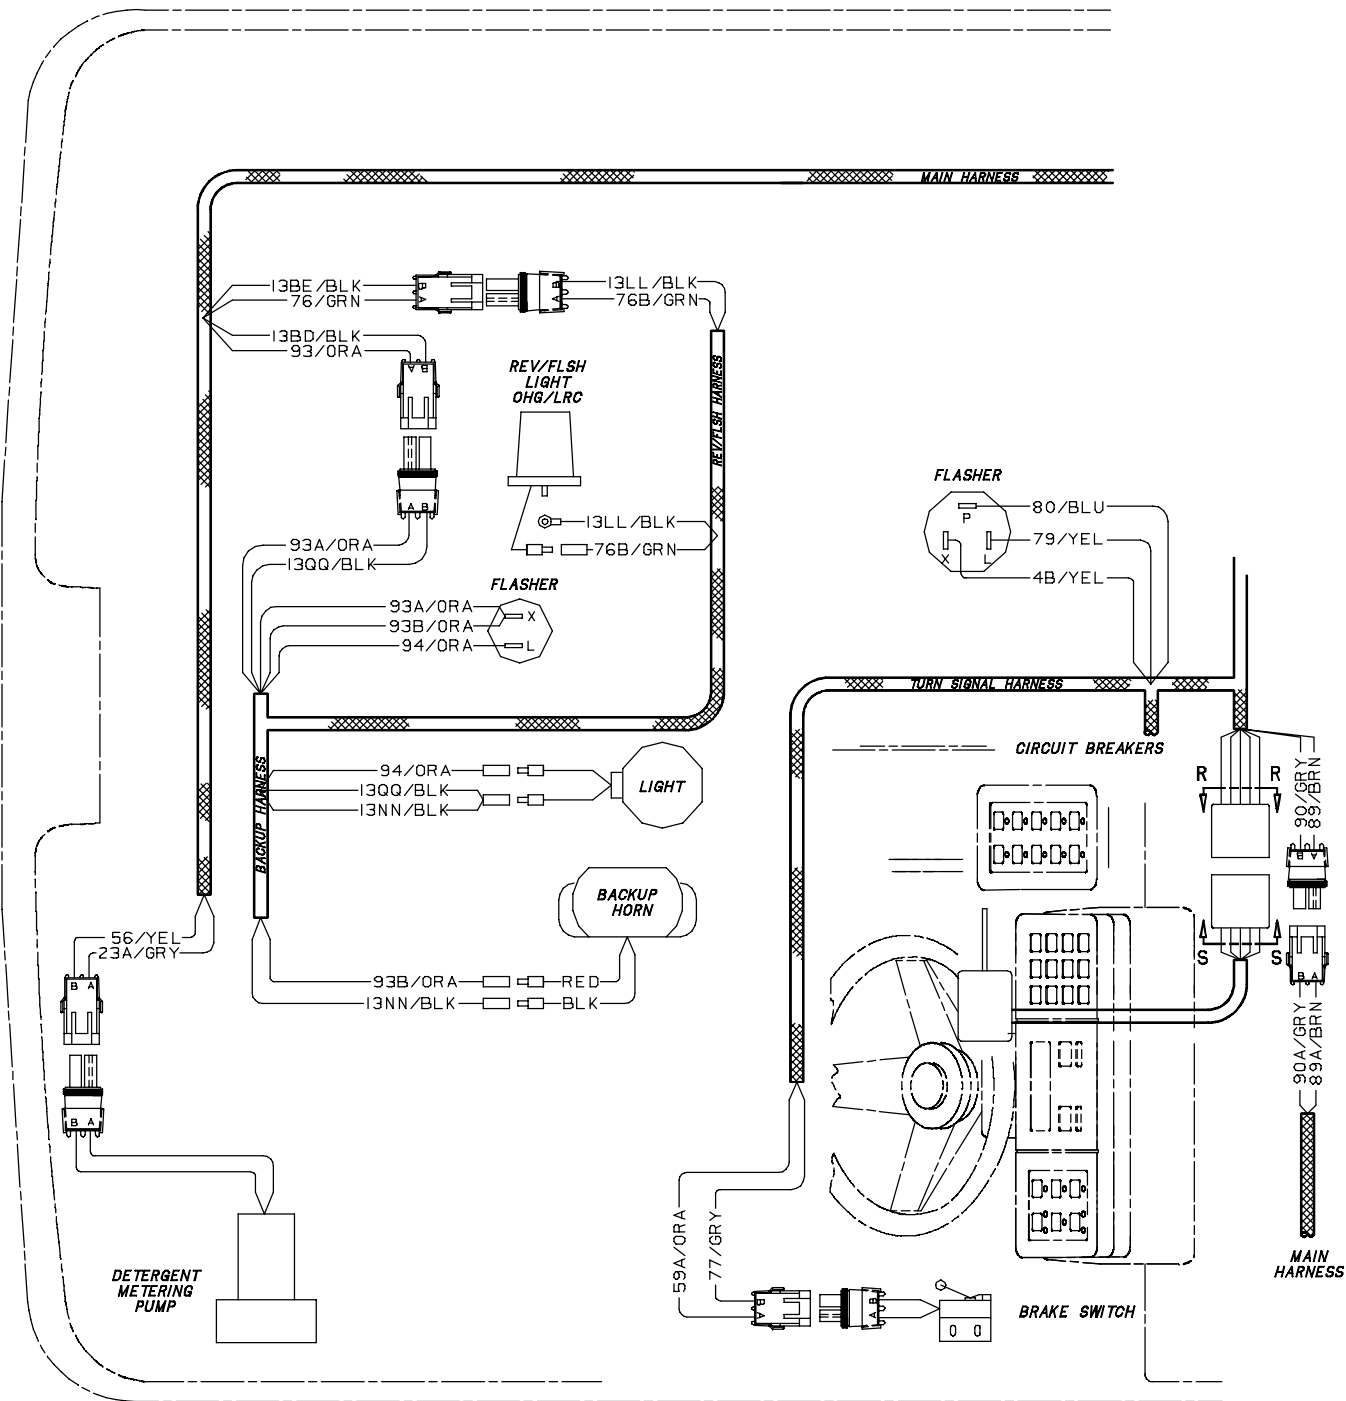 MAIN HARNESS
13BE/BLK
76/GRN
B
A
B
A
13LL/BLK
76B/GRN
13BD/BLK
93/ORA
A B
REV/FLSH
LIGHT
OHG/LRC
REV/FLSH HARNESS
A B
13LL/BLK
76B/GRN
93A/ORA
13QQ/BLK
FLASHER
93A/ORA
X
93B/ORA
94/ORA
L
FLASHER
P
X
L
80/BLU
79/YEL
4B/YEL
TURN SIGNAL HARNESS
CIRCUIT BREAKERS
BACKUP HARNESS
94/ORA
13QQ/BLK
13NN/BLK
LIGHT
R
R
90/GRY
89/BRN
B A
BACKUP
HORN
56/YEL
23A/GRY
B A
93B/ORA
RED
13NN/BLK
BLK
S
S
B A
90A/GRY
89A/BRN
B A
59A/ORA
77/GRY
MAIN
HARNESS
DETERGENT
METERING
PUMP
B
A
B
A
BRAKE SWITCH